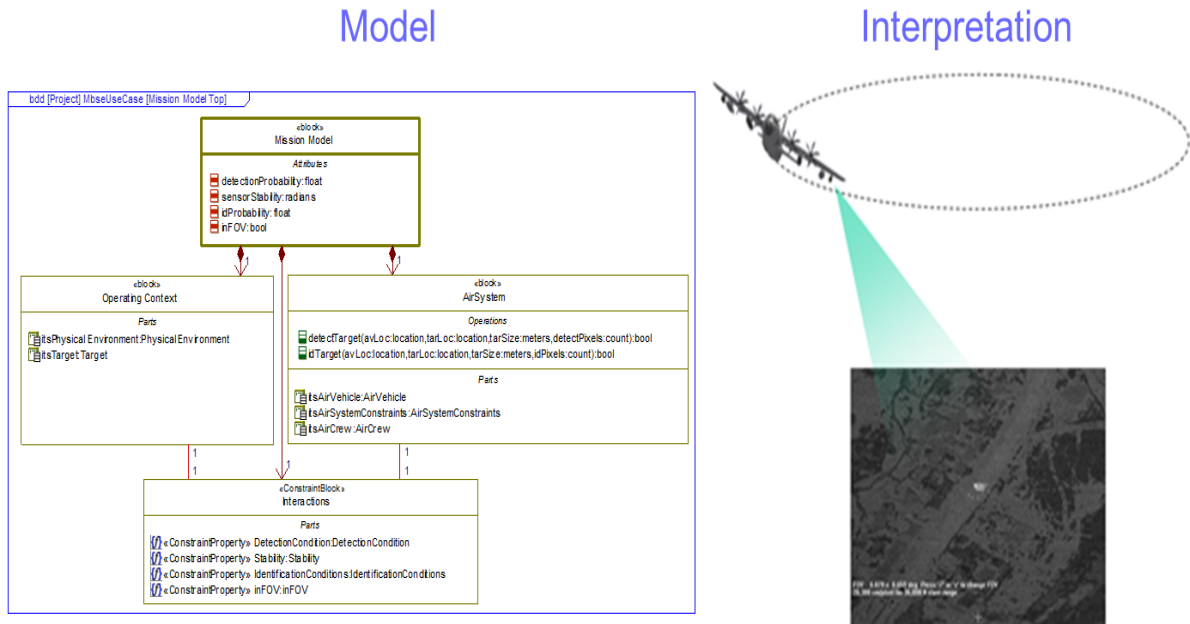 Model
Interpretation
bdd [Project] MbseUseCase [Mission Model Top]
«block»
Mission Model
Attributes
detectionProbability:float
sensorStability:radians
idProbability:float
inFOV:bool
1
1
1
«block»
Operating Context
Parts
itsPhysical Environment:Physical Environment
itsTarget:Target
«block»
AirSystem
Operations
detectTarget(avLoc:location,tarLoc:location,tarSize:meters,detectPixels:count):bool
idTarget(avLoc:location,tarLoc:location,tarSize:meters,idPixels:count):bool
Parts
itsAirVehicle:AirVehicle
itsAirSystemConstraints:AirSystemConstraints
itsAirCrew:AirCrew
1
1
1
1
«ConstraintBlock»
Interactions
Parts
«ConstraintProperty» DetectionCondition:DetectionCondition
«ConstraintProperty» Stability:Stability
«ConstraintProperty» IdentificationConditions:IdentificationConditions
«ConstraintProperty» inFOV:inFOV
FOV
to change FOV